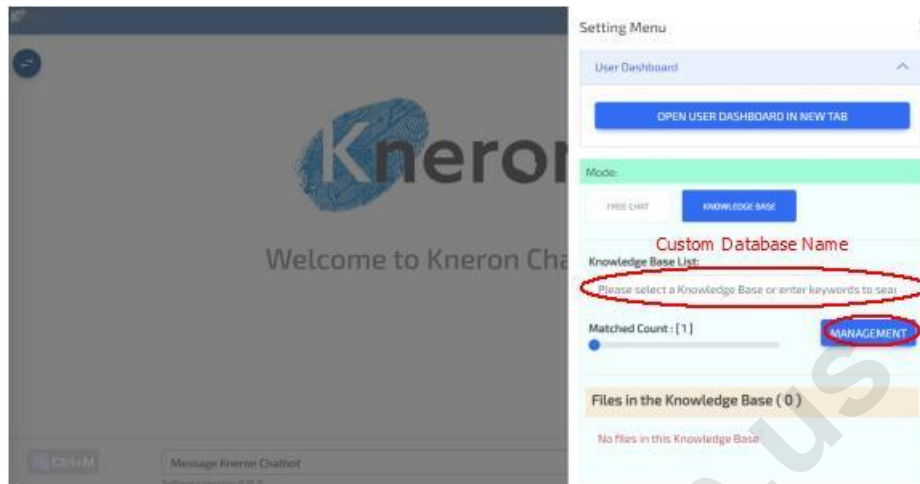 Setting Menu
User Dashboard
OPEN USER DASHBOARD IN NEW TAB
Kneron
Mode:
FREE CHAT
KNOWLEDGE BASE
Custom Database Name
Welcome to Kneron Cha
Knowledge Base List:
Please select a Knowledge Base or enter keywords to sear
Matched Count : [ 1 ]
MANAGEMENT
Files in the Knowledge Base ( 0 )
No files in this Knowledge Base
Ctrl+M
Message Kneron Chatbot